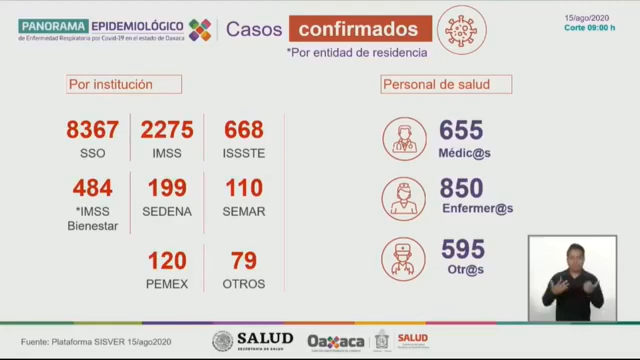 PANORAMA EPIDEMIOLÓGICO
de Enfermedad Respiratoria por Covid-19 en el estado de Oaxaca
Casos confirmados
*Por entidad de residencia
15/ago/2020
Corte 09:00 h
Por institución
Personal de salud
8367 2275 668
SSO IMSS ISSSTE
484 199 110
*IMSS Bienestar SEDENA SEMAR
120 79
PEMEX OTROS
655
Médic@s
850
Enfermer@s
595
Otr@s
Fuente: Plataforma SISVER 15/ago2020
SALUD
SECRETARÍA DE SALUD
Oaxaca
SALUD